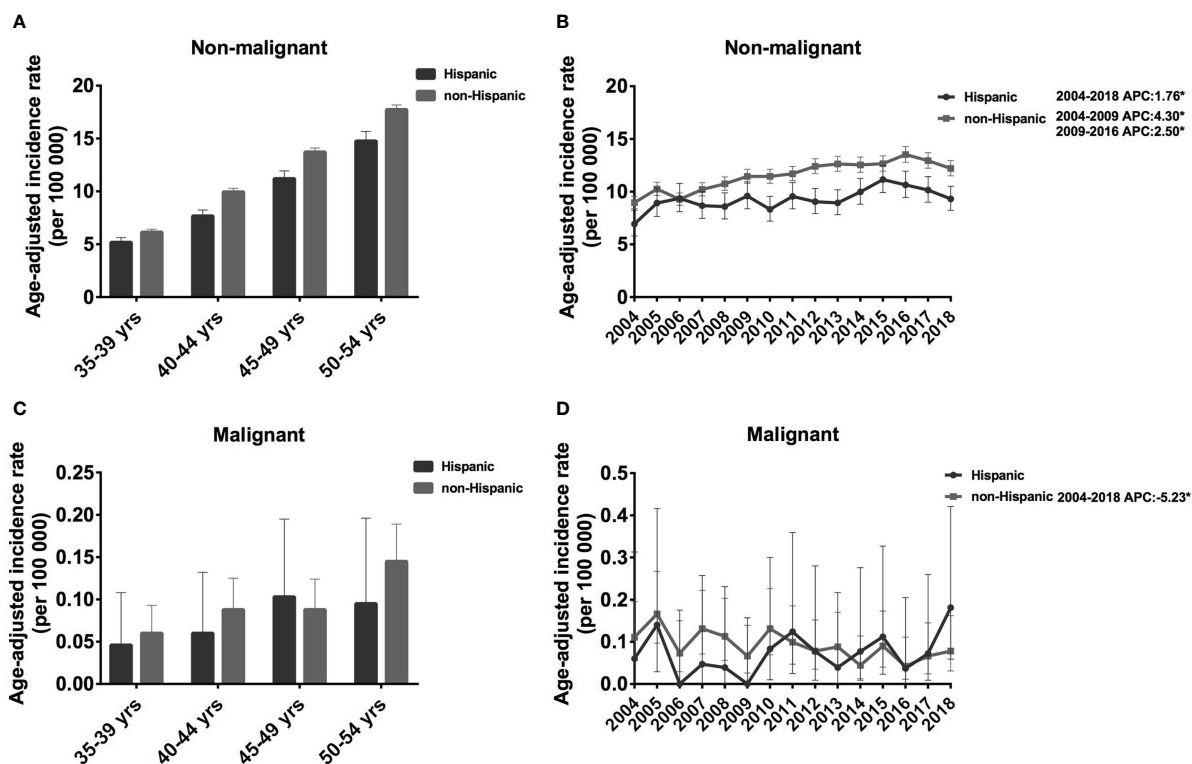 A
Non-malignant
Hispanic
non-Hispanic
Age-adjusted incidence rate
(per 100 000)
20
15
10
5
0
35-39 yrs
40-44 yrs
45-49 yrs
50-54 yrs
B
Non-malignant
Hispanic 2004-2018 APC:1.76*
non-Hispanic 2004-2009 APC:4.30*
2009-2016 APC:2.50*
Age-adjusted incidence rate
(per 100 000)
20
15
10
5
0
2004
2005
2006
2007
2008
2009
2010
2011
2012
2013
2014
2015
2016
2017
2018
C
Malignant
Hispanic
non-Hispanic
Age-adjusted incidence rate
(per 100 000)
0.25
0.20
0.15
0.10
0.05
0.00
35-39 yrs
40-44 yrs
45-49 yrs
50-54 yrs
D
Malignant
Hispanic
non-Hispanic 2004-2018 APC:-5.23*
Age-adjusted incidence rate
(per 100 000)
0.5
0.4
0.3
0.2
0.1
0.0
2004
2005
2006
2007
2008
2009
2010
2011
2012
2013
2014
2015
2016
2017
2018